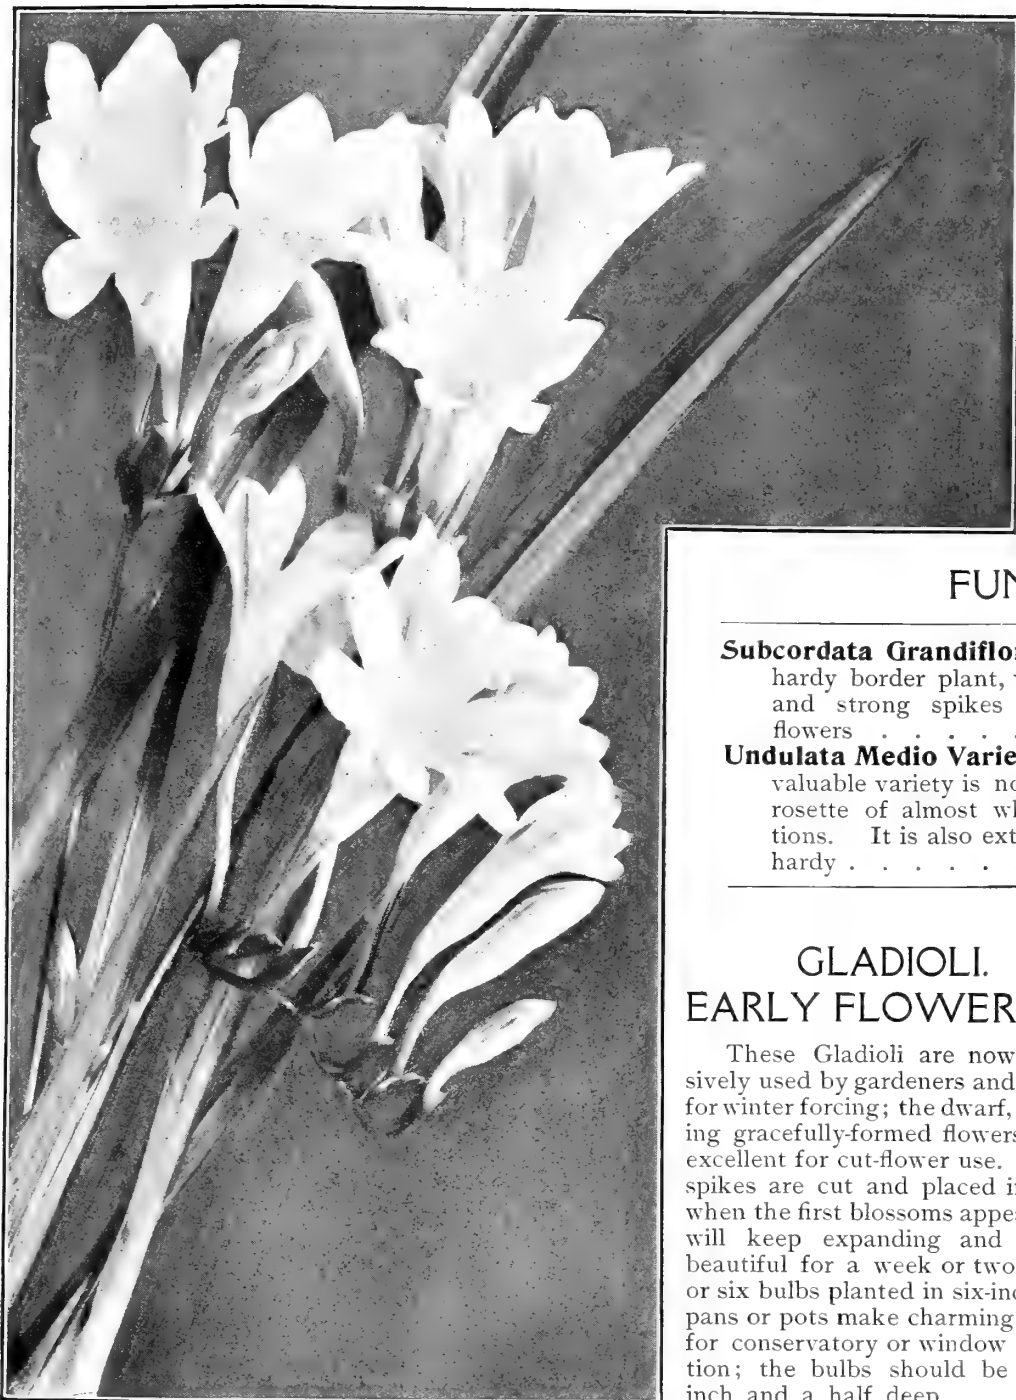 FUN
Subcordata Grandiflo
hardy border plant,
and strong spikes
flowers . . . . .
Undulata Medio Varie
valuable variety is no
rosette of almost wh
tions. It is also ext
hardy . . . . .
GLADIOLI.
EARLY FLOWER
These Gladioli are now
sively used by gardeners and
for winter forcing; the dwarf,
ing gracefully-formed flowers
excellent for cut-flower use.
spikes are cut and placed i
when the first blossoms appe
will keep expanding and
beautiful for a week or two
or six bulbs planted in six-inc
pans or pots make charming
for conservatory or window
tion; the bulbs should be
inch and a half deep